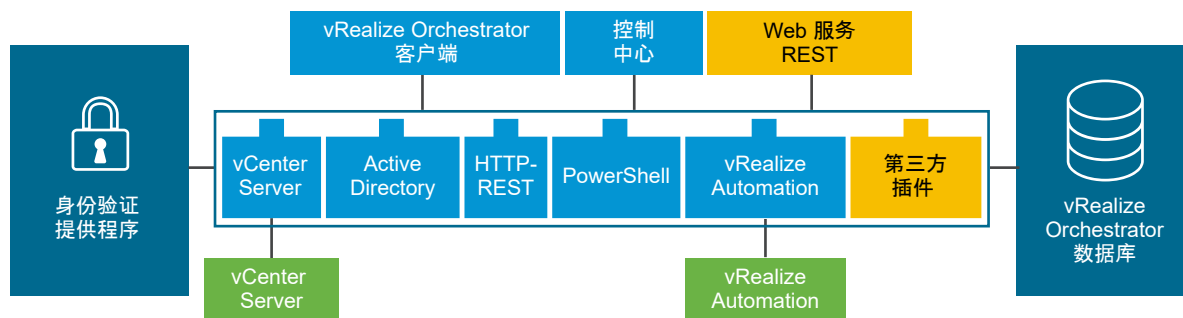 vRealize Orchestrator
客户端
控制
中心
Web 服务
REST
身份验证
提供程序
vCenter
Server
Active
Directory
HTTP-
REST
PowerShell
vRealize
Automation
第三方
插件
vRealize
Orchestrator
数据库
vCenter
Server
vRealize
Automation